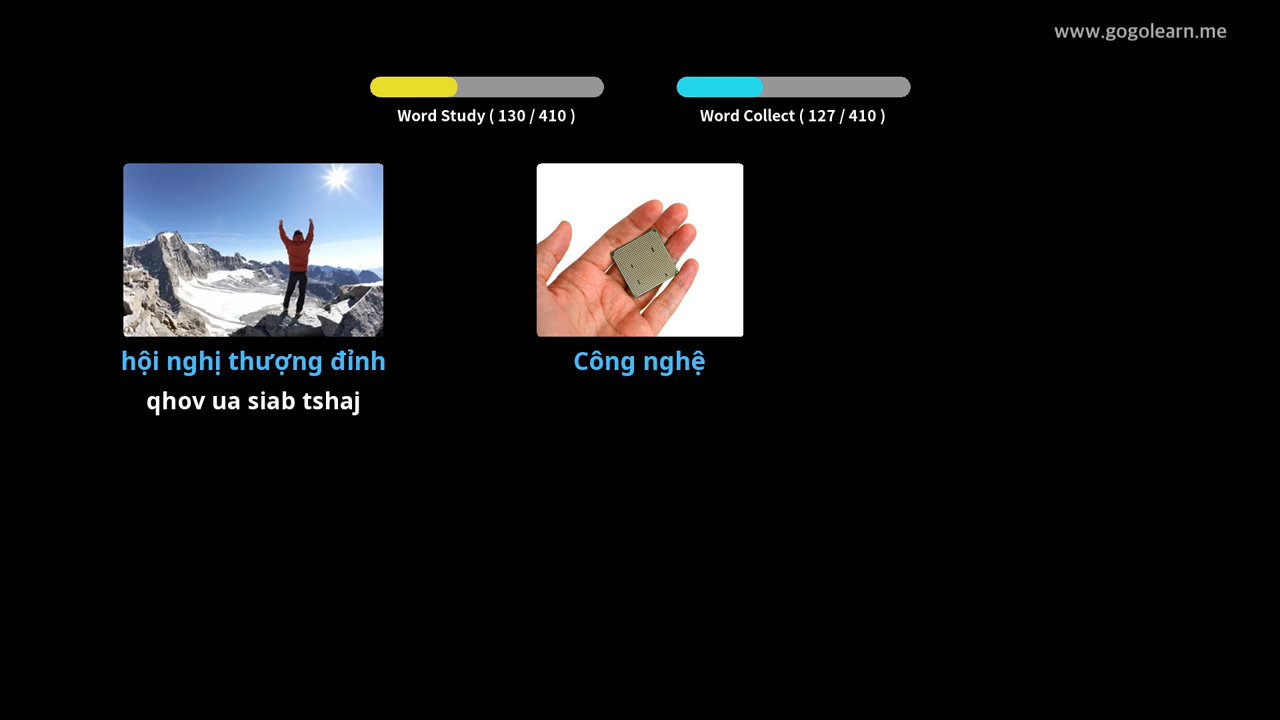 www.gogolearn.me
Word Study ( 130 / 410 )
Word Collect ( 127 / 410 )
hội nghị thượng đỉnh
qhov ua siab tshaj
Công nghệ